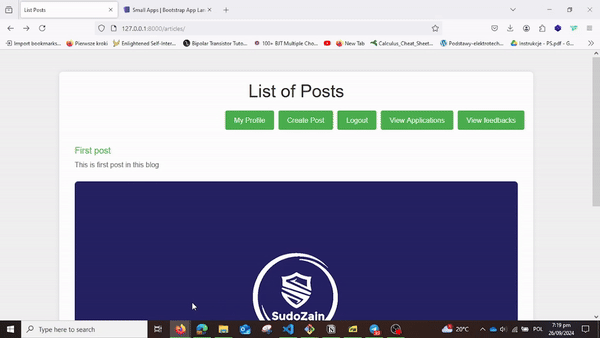 List Posts
Small Apps | Bootstrap App Lan
127.0.0.1:8000/articles/
Import bookmarks...
Pierwsze kroki
Enlightened Self-Inter...
Bipolar Transistor Tuto...
100+ BIT Multiple Cho...
New Tab
Calculus_Cheat_Sheet...
Podstawy-elektrotech...
instrukcje - PS.pdf - G...
List of Posts
My Profile
Create Post
Logout
View Applications
View feedbacks
First post
This is first post in this blog
SudoZain
Type here to search
20°C
POL
7:19 pm
26/09/2024